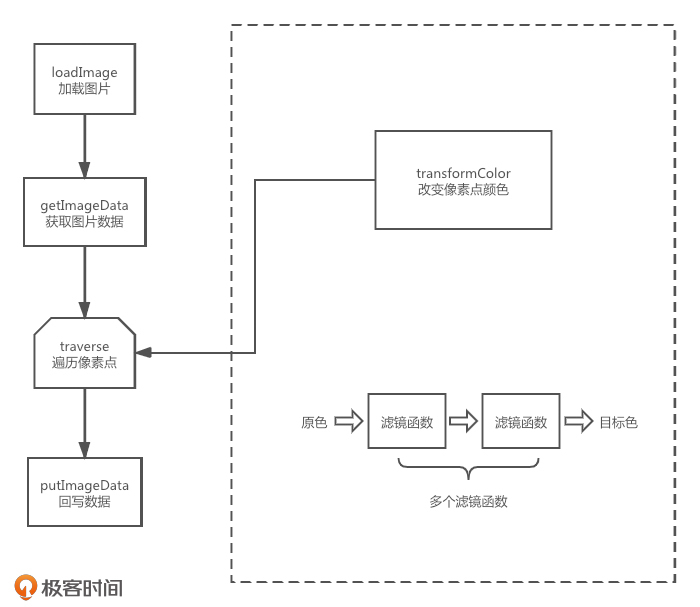 loadImage
加载图片
getImageData
获取图片数据
traverse
遍历像素点
putImageData
回写数据
transformColor
改变像素点颜色
原色
滤镜函数
滤镜函数
目标色
多个滤镜函数
极客时间